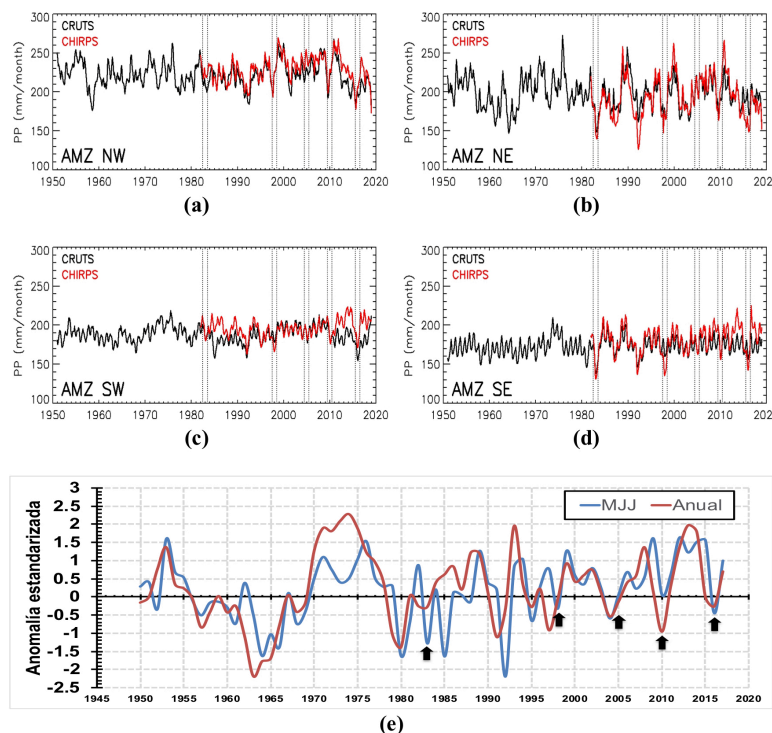 300
CRUTS
CHIRPS
250
200
150
100
PP (mm/month)
AMZ NW
1950 1960 1970 1980 1990 2000 2010 2020
(a)
300
CRUTS
CHIRPS
250
200
150
100
PP (mm/month)
AMZ NE
1950 1960 1970 1980 1990 2000 2010 202
(b)
300
CRUTS
CHIRPS
250
200
150
100
PP (mm/month)
AMZ SW
1950 1960 1970 1980 1990 2000 2010 2020
(c)
300
CRUTS
CHIRPS
250
200
150
100
PP (mm/month)
AMZ SE
1950 1960 1970 1980 1990 2000 2010 202
(d)
Anomalia estandarizada
3
2.5
2
1.5
1
0.5
0
-0.5
-1
-1.5
-2
-2.5
MJJ Anual
1945 1950 1955 1960 1965 1970 1975 1980 1985 1990 1995 2000 2005 2010 2015 2020
(e)